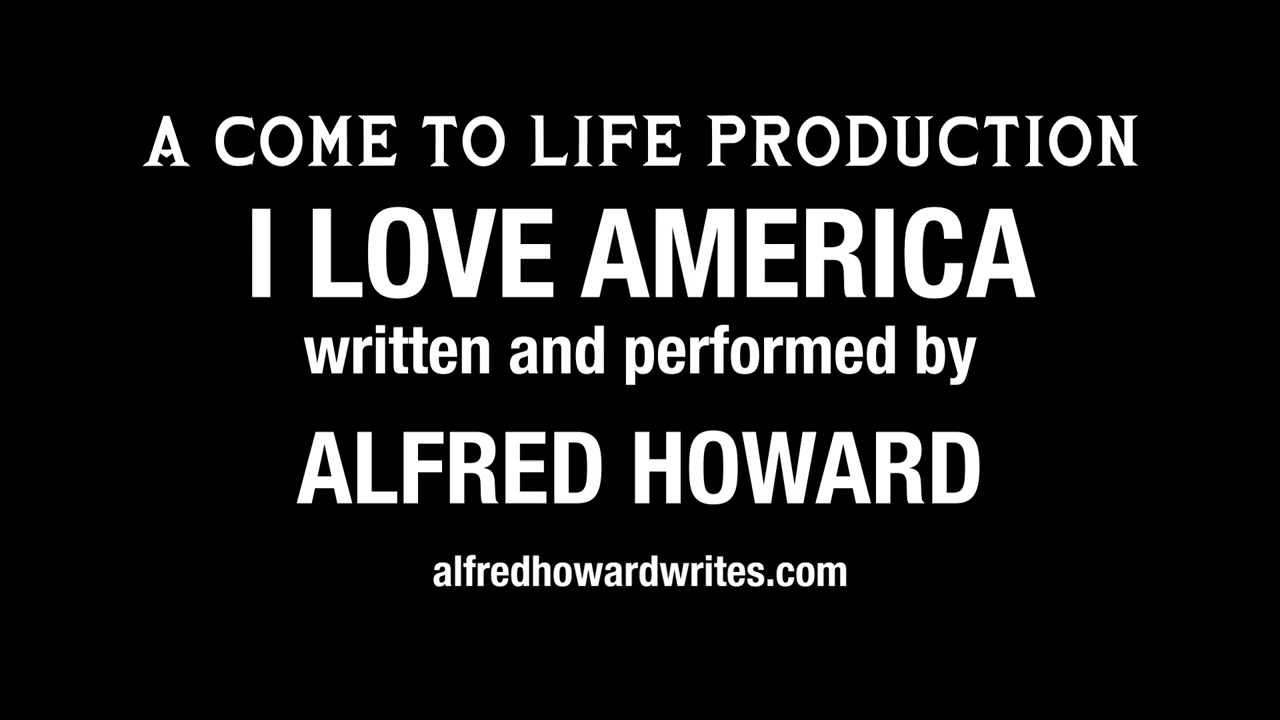 A COME TO LIFE PRODUCTION
I LOVE AMERICA
written and performed by
ALFRED HOWARD
alfredhowardwrites.com